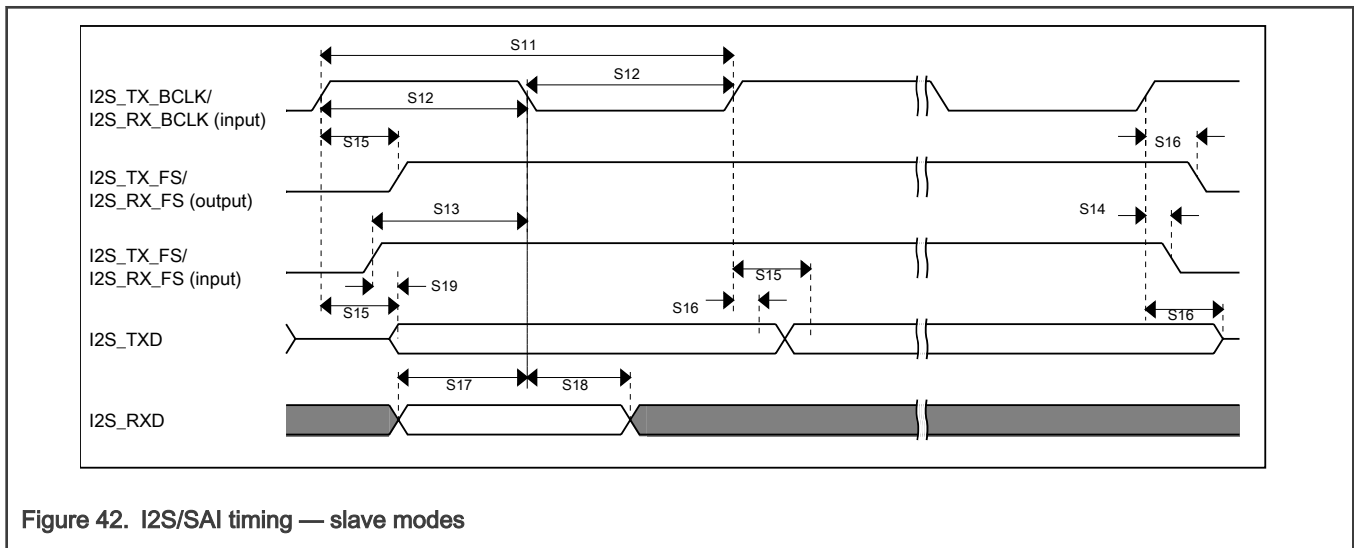 S11
S12
I2S_TX_BCLK/
I2S_RX_BCLK (input)
S12
S15
S16
I2S_TX_FS/
I2S_RX_FS (output)
S13
S14
I2S_TX_FS/
I2S_RX_FS (input)
S15
S19
S16
S15
S16
I2S_TXD
S17
S18
I2S_RXD
Figure 42. I2S/SAI timing — slave modes